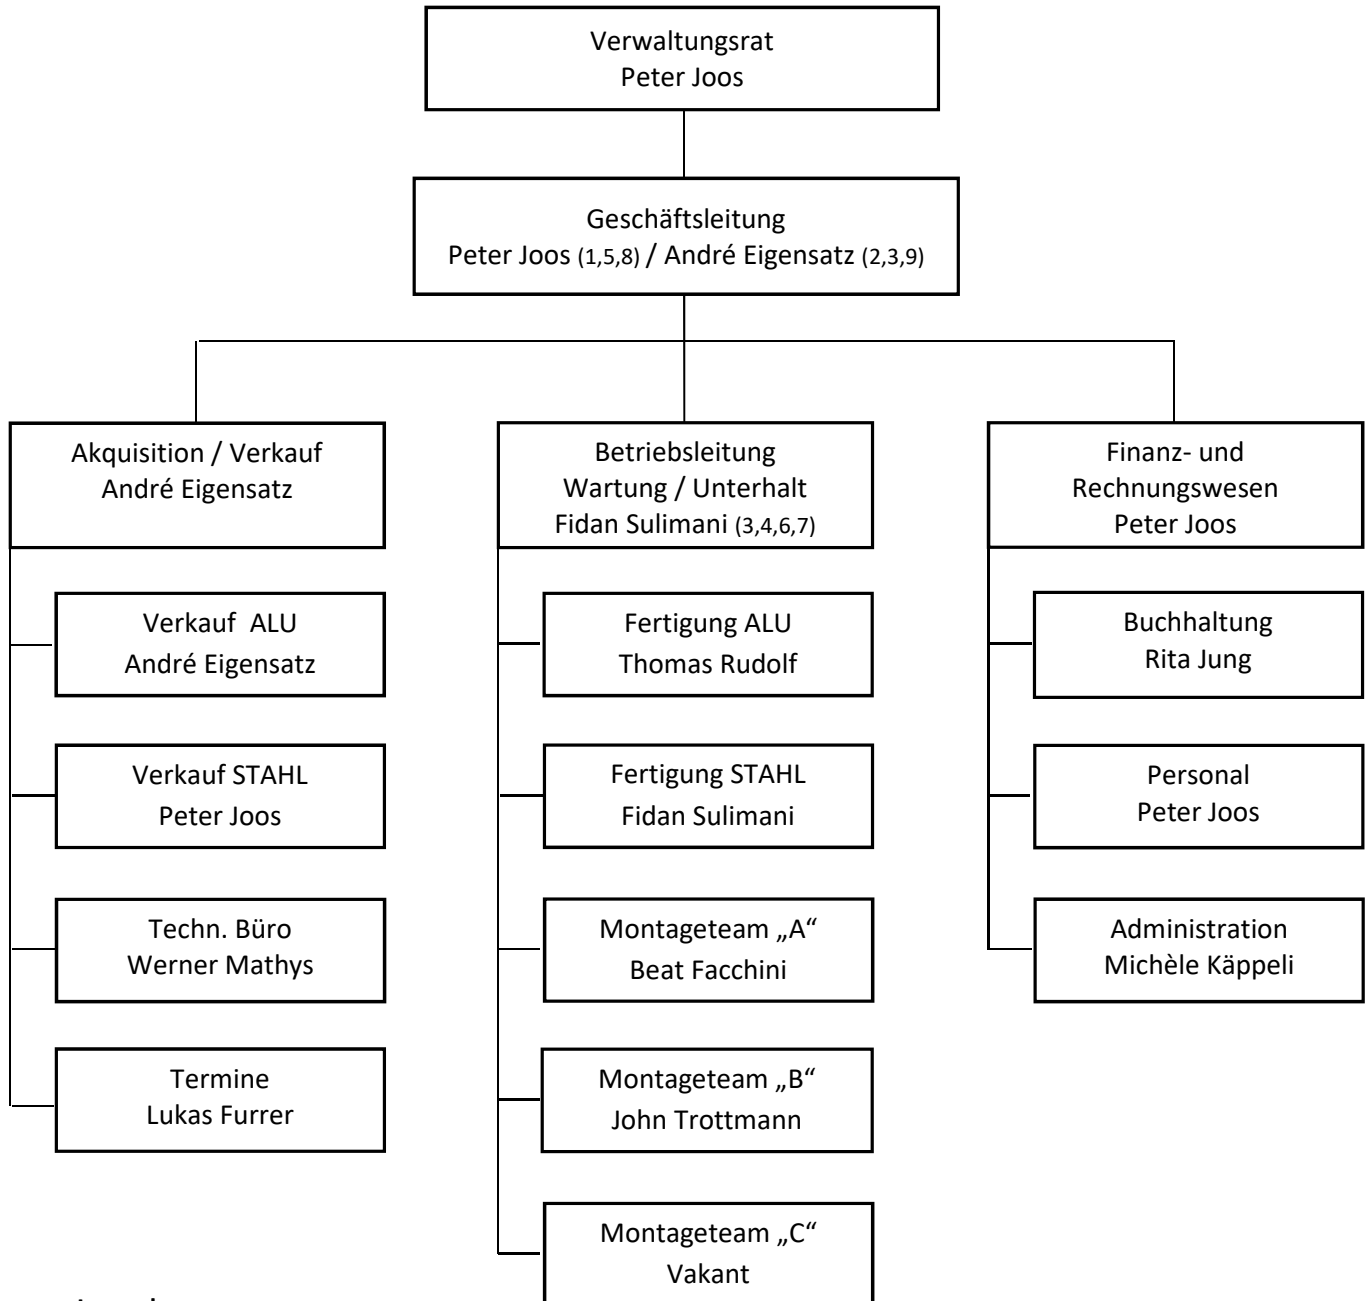 Verwaltungsrat
Peter Joos
Geschäftsleitung
Peter Joos (1,5,8) / André Eigensatz (2,3,9)
Akquisition / Verkauf
André Eigensatz
Betriebsleitung
Wartung / Unterhalt
Fidan Sulimani (3,4,6,7)
Finanz- und
Rechnungswesen
Peter Joos
Verkauf  ALU
André Eigensatz
Fertigung ALU
Thomas Rudolf
Buchhaltung
Rita Jung
Verkauf STAHL
Peter Joos
Fertigung STAHL
Fidan Sulimani
Personal
Peter Joos
Techn. Büro
Werner Mathys
Montageteam „A“
Beat Facchini
Administration
Michèle Käppeli
Termine
Lukas Furrer
Montageteam „B“
John Trottmann
Montageteam „C“
Vakant